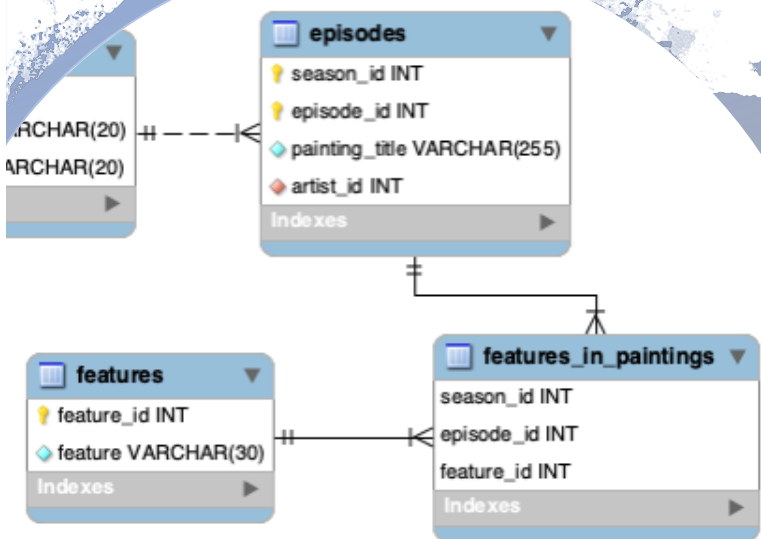 episodes
season_id INT
episode_id INT
painting_title VARCHAR(255)
artist_id INT
Indexes
RCHAR(20)
ARCHAR(20)
features
feature_id INT
feature VARCHAR(30)
Indexes
features_in_paintings
season_id INT
episode_id INT
feature_id INT
Indexes